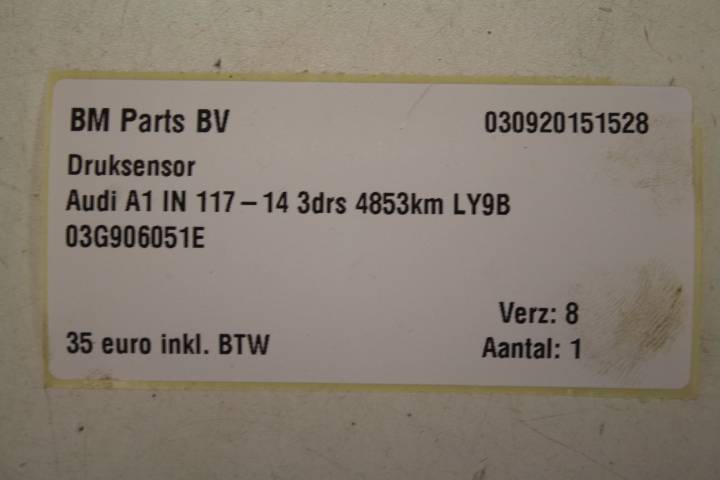 BM Parts BV 030920151528
Druksensor
Audi A1 IN 117-14 3drs 4853km LY9B
03G906051E
Verz: 8
35 euro inkl. BTW Aantal: 1